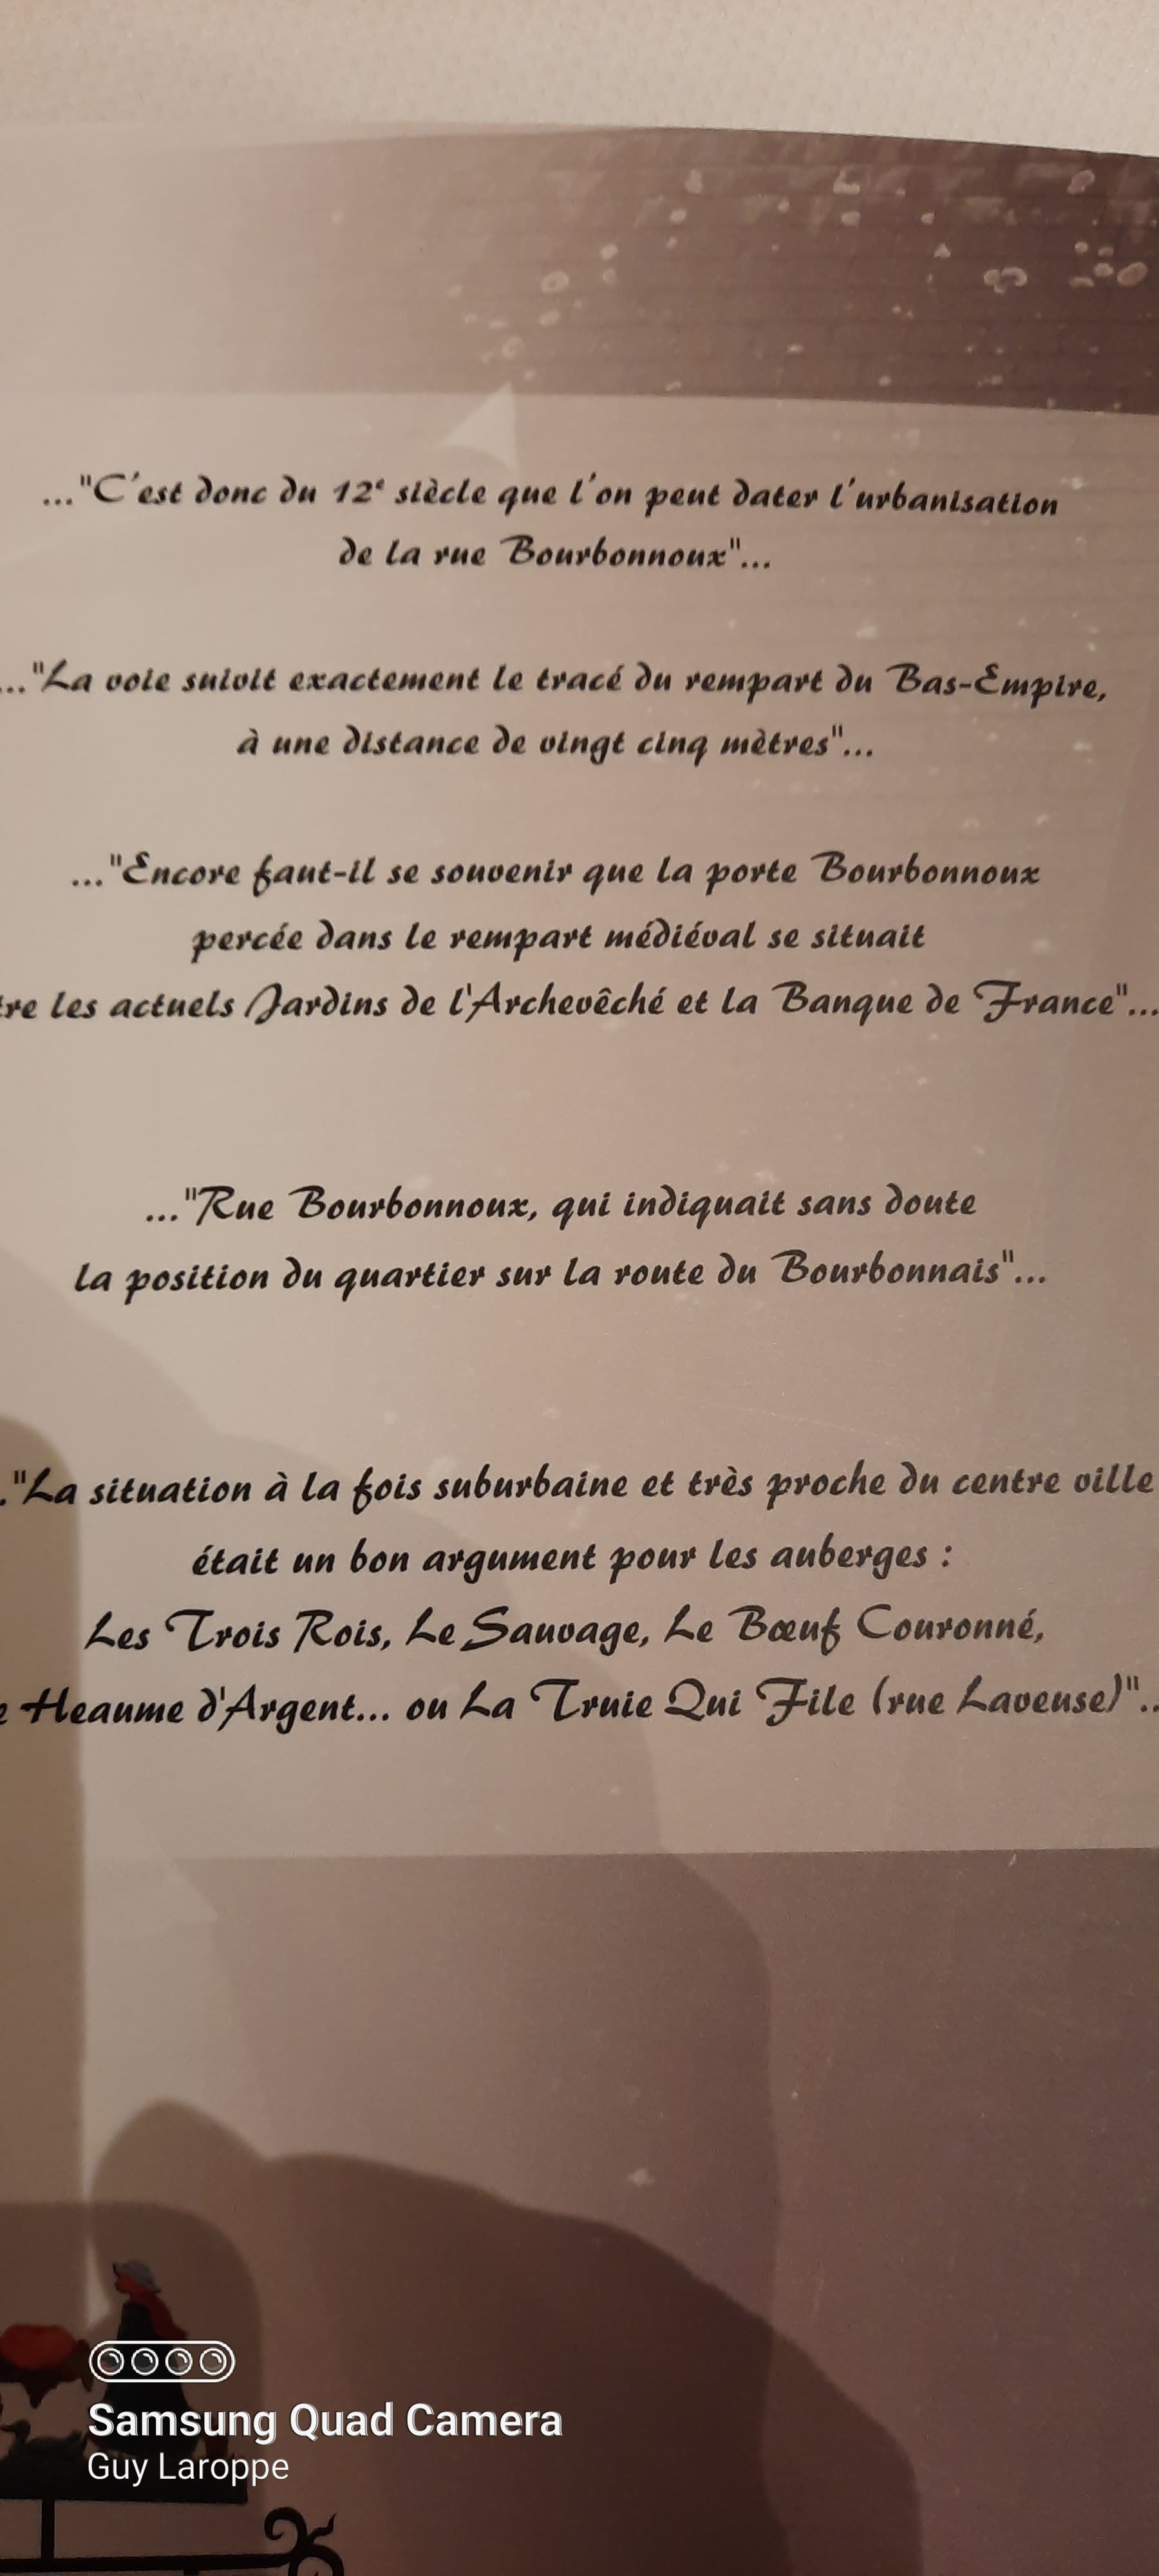 ..."C'est donc du 12e siècle que l'on peut dater l'urbanisation
de la rue Bourbonnoux"...
..."La voie suivit exactement le tracé du rempart du Bas-Empire,
à une distance de vingt cinq mètres"...
..."Encore faut-il se souvenir que la porte Bourbonnoux
percée dans le rempart médiéval se situait
les actuels Jardins de l'Archevêché et la Banque de France"...
..."Rue Bourbonnoux, qui indiquait sans doute
la position du quartier sur la route du Bourbonnais"...
."La situation à la fois suburbaine et très proche du centre ville
était un bon argument pour les auberges :
Les Trois Rois, Le Sauvage, Le Bœuf Couronné,
Heaume d'Argent... ou La Truie Qui File (rue Laveuse)"..
Samsung Quad Camera
Guy Laroppe